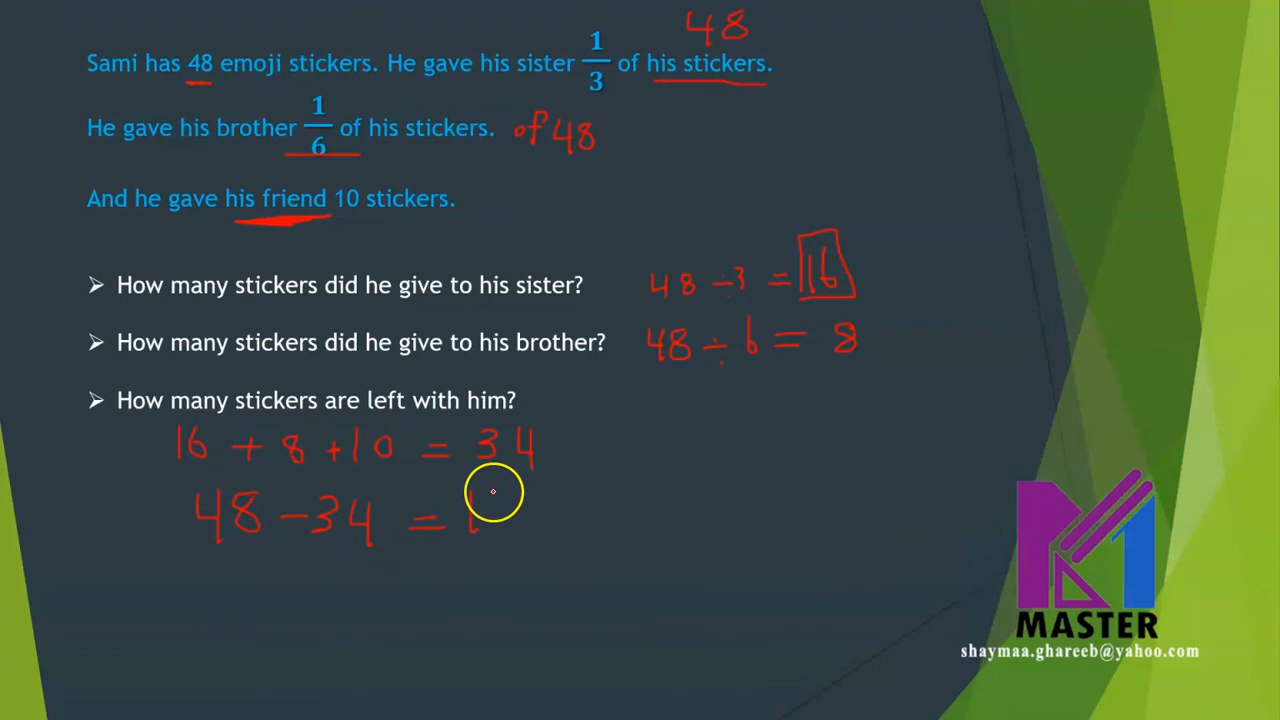 48
Sami has 48 emoji stickers. He gave his sister 1/3 of his stickers.
He gave his brother 1/6 of his stickers. of 48
And he gave his friend 10 stickers.
➢ How many stickers did he give to his sister? 48 ÷ 3 = 16
➢ How many stickers did he give to his brother? 48 ÷ 6 = 8
➢ How many stickers are left with him?
16 + 8 + 10 = 34
48 - 34 = 1
M1
MASTER
shaymaa.ghareeb@yahoo.com